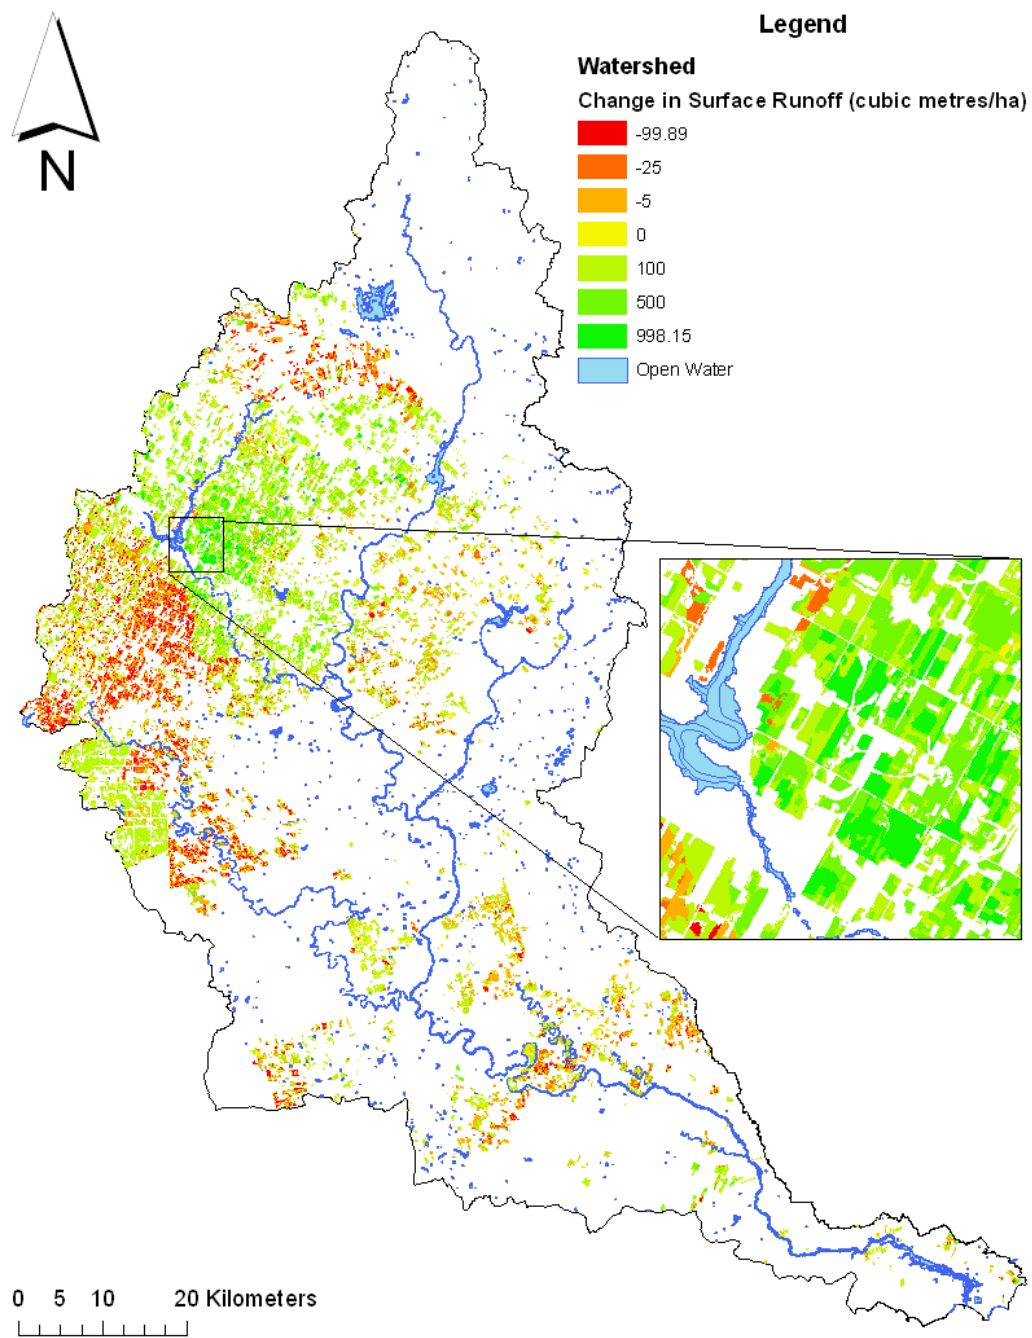 Legend
N
Watershed
Change in Surface Runoff (cubic metres/ha)
-99.89
-25
-5
0
100
500
998.15
Open Water
0 5 10 20 Kilometers